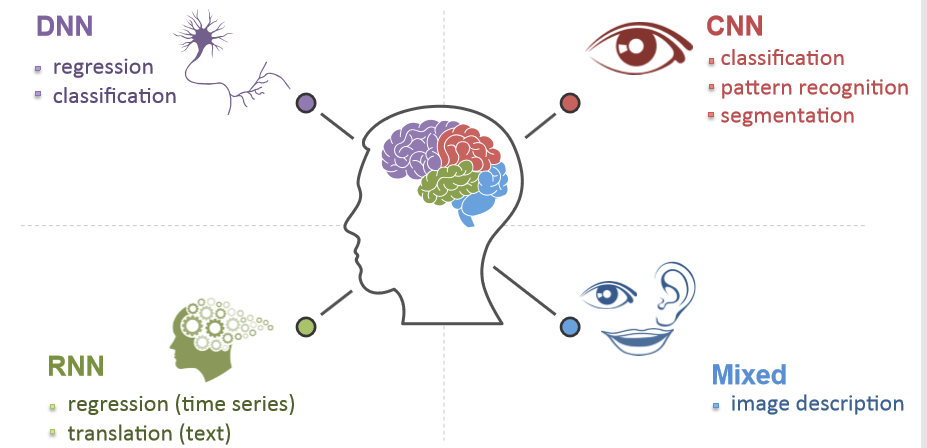 DNN
regression
classification
CNN
classification
pattern recognition
segmentation
RNN
regression (time series)
translation (text)
Mixed
image description